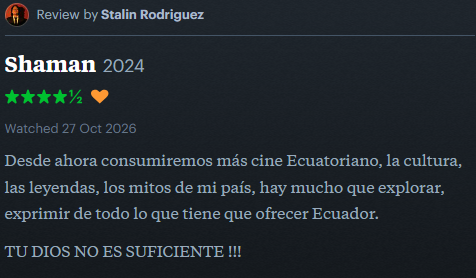 Review by Stalin Rodriguez
Shaman 2024
★★★★½ 🧡
Watched 27 Oct 2026
Desde ahora consumiremos más cine Ecuatoriano, la cultura,
las leyendas, los mitos de mi país, hay mucho que explorar,
exprimir de todo lo que tiene que ofrecer Ecuador.
TU DIOS NO ES SUFICIENTE !!!